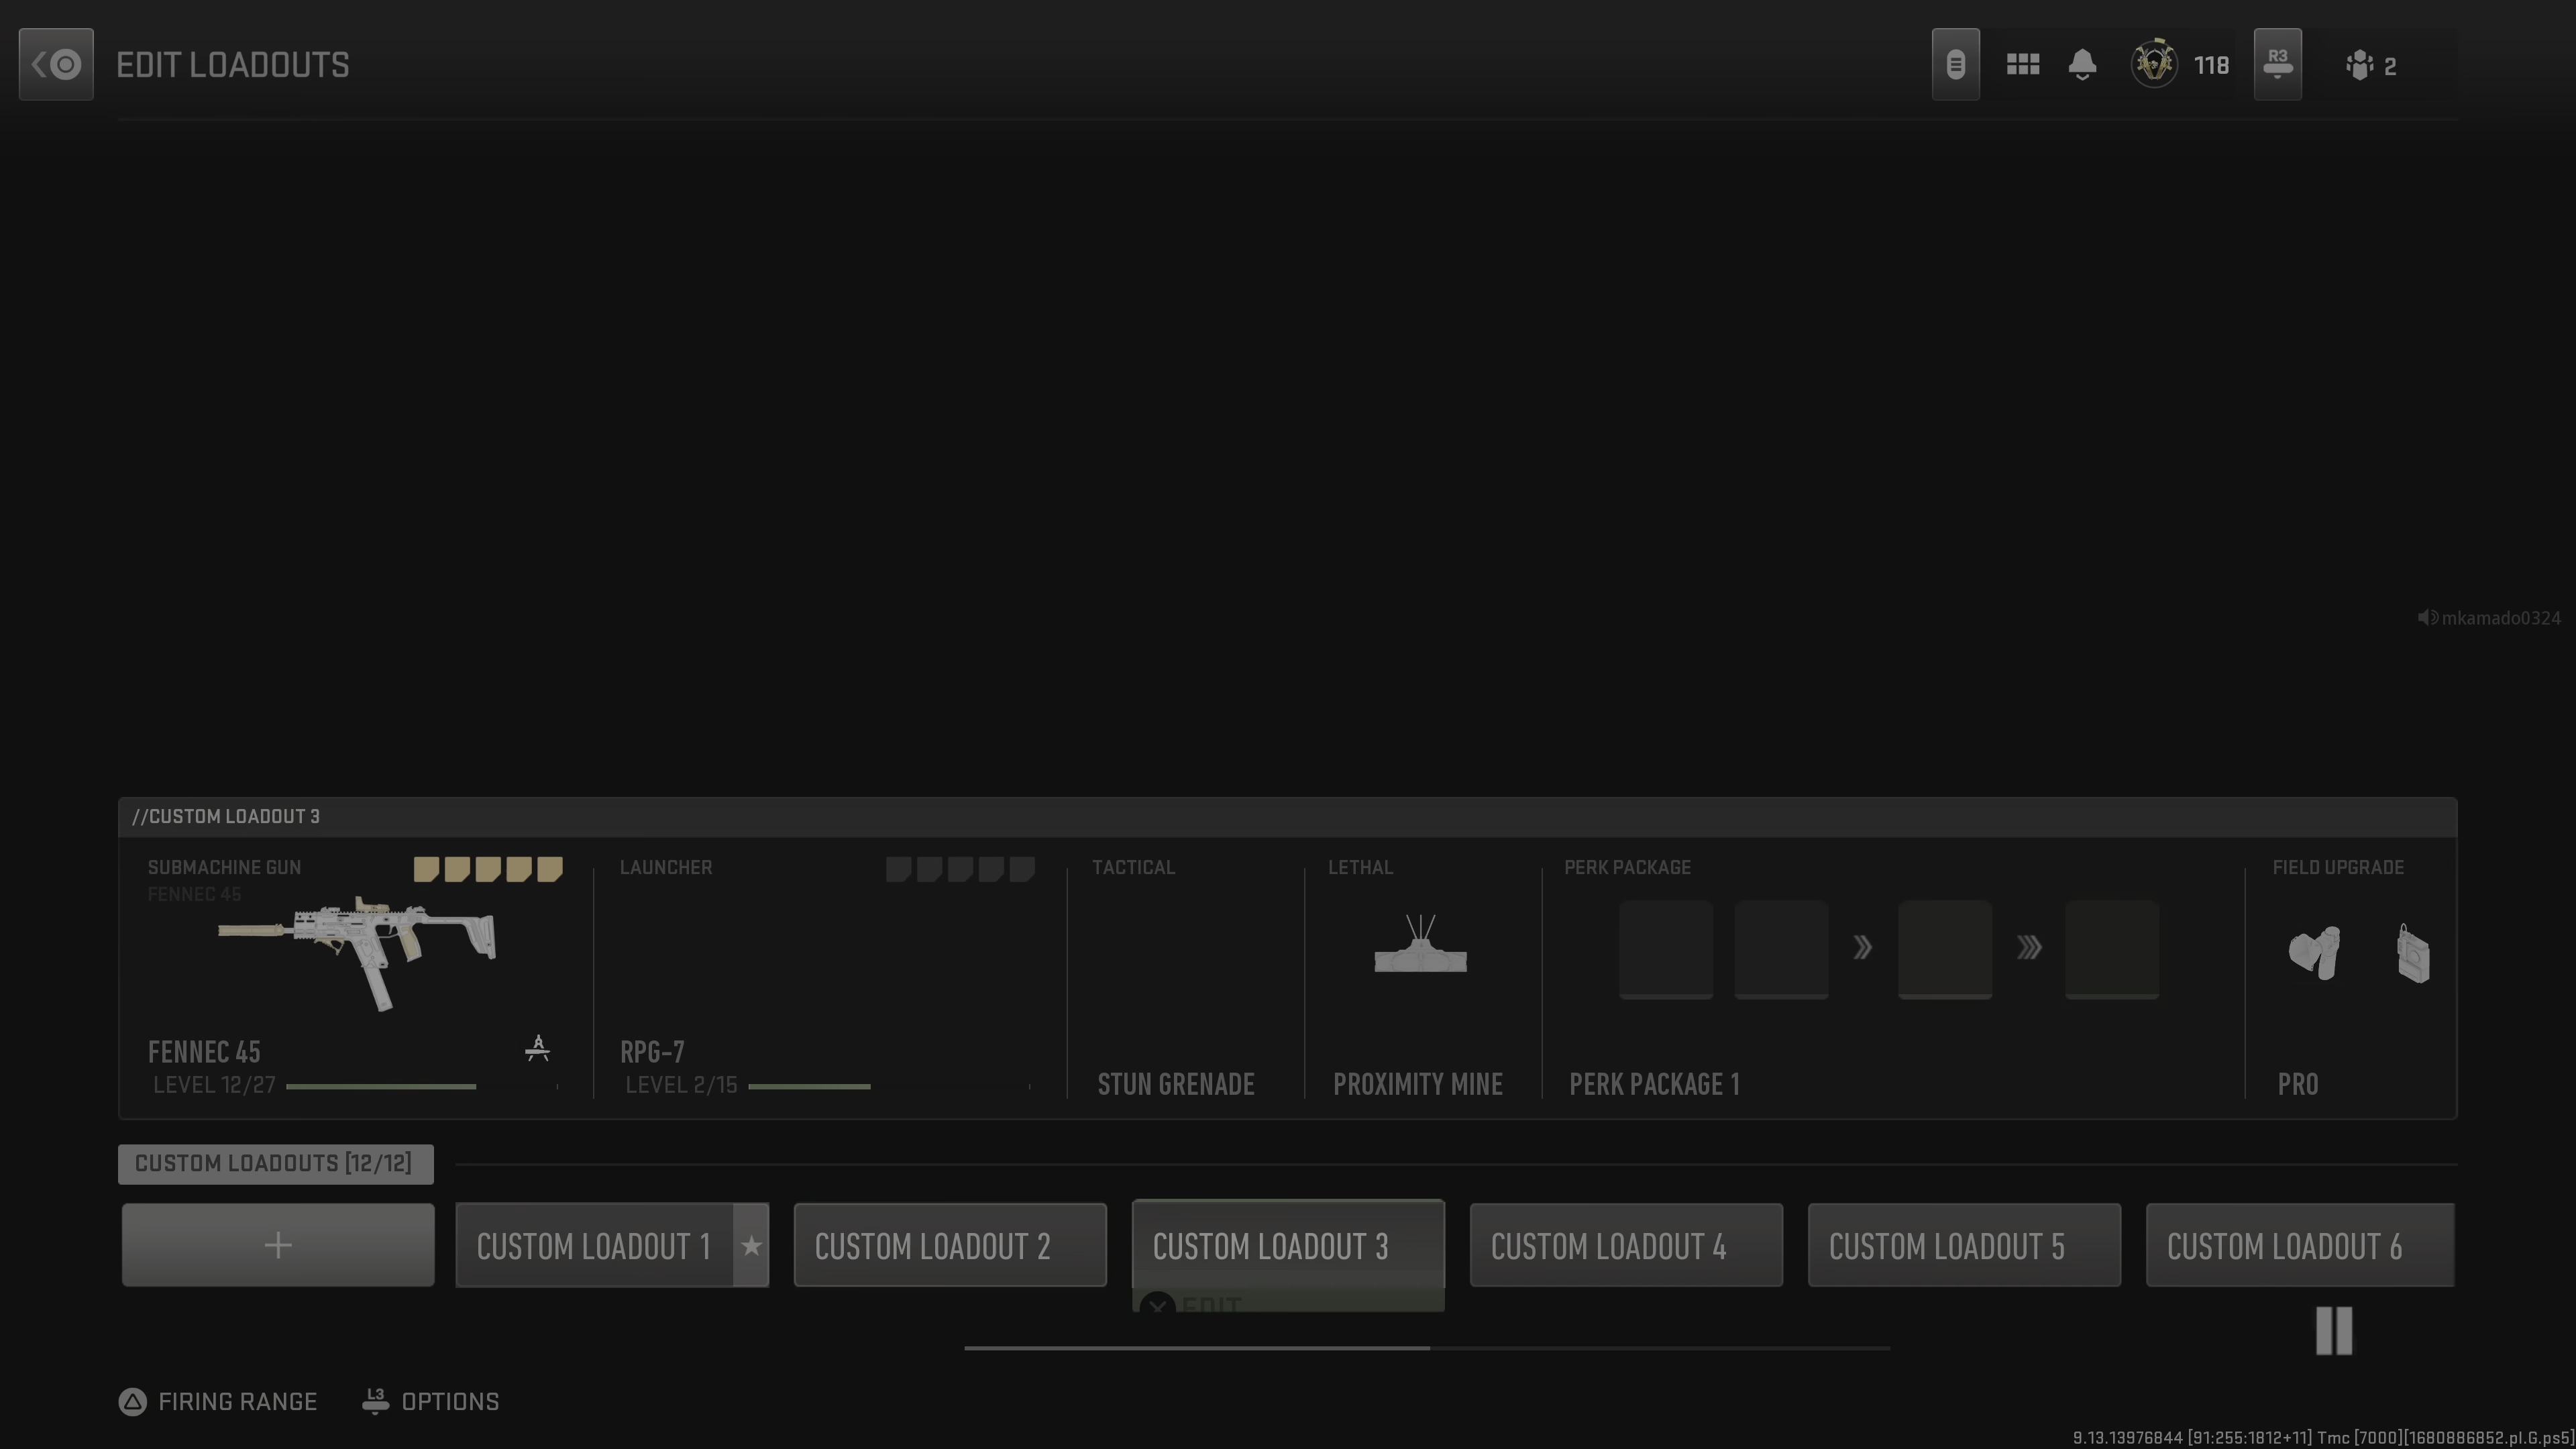 EDIT LOADOUTS
118
R3
2
mkamado0324
//CUSTOM LOADOUT 3
SUBMACHINE GUN
FENNEC 45
LAUNCHER
TACTICAL
LETHAL
PERK PACKAGE
FIELD UPGRADE
FENNEC 45
LEVEL 12/27
RPG-7
LEVEL 2/15
STUN GRENADE
PROXIMITY MINE
PERK PACKAGE 1
PRO
CUSTOM LOADOUTS [12/12]
+
CUSTOM LOADOUT 1
CUSTOM LOADOUT 2
CUSTOM LOADOUT 3
CUSTOM LOADOUT 4
CUSTOM LOADOUT 5
CUSTOM LOADOUT 6
EDIT
FIRING RANGE
L3
OPTIONS
9.13.13976844 [91:255:1812+11] Tmc [7000][1680886852.pl.G.ps5]